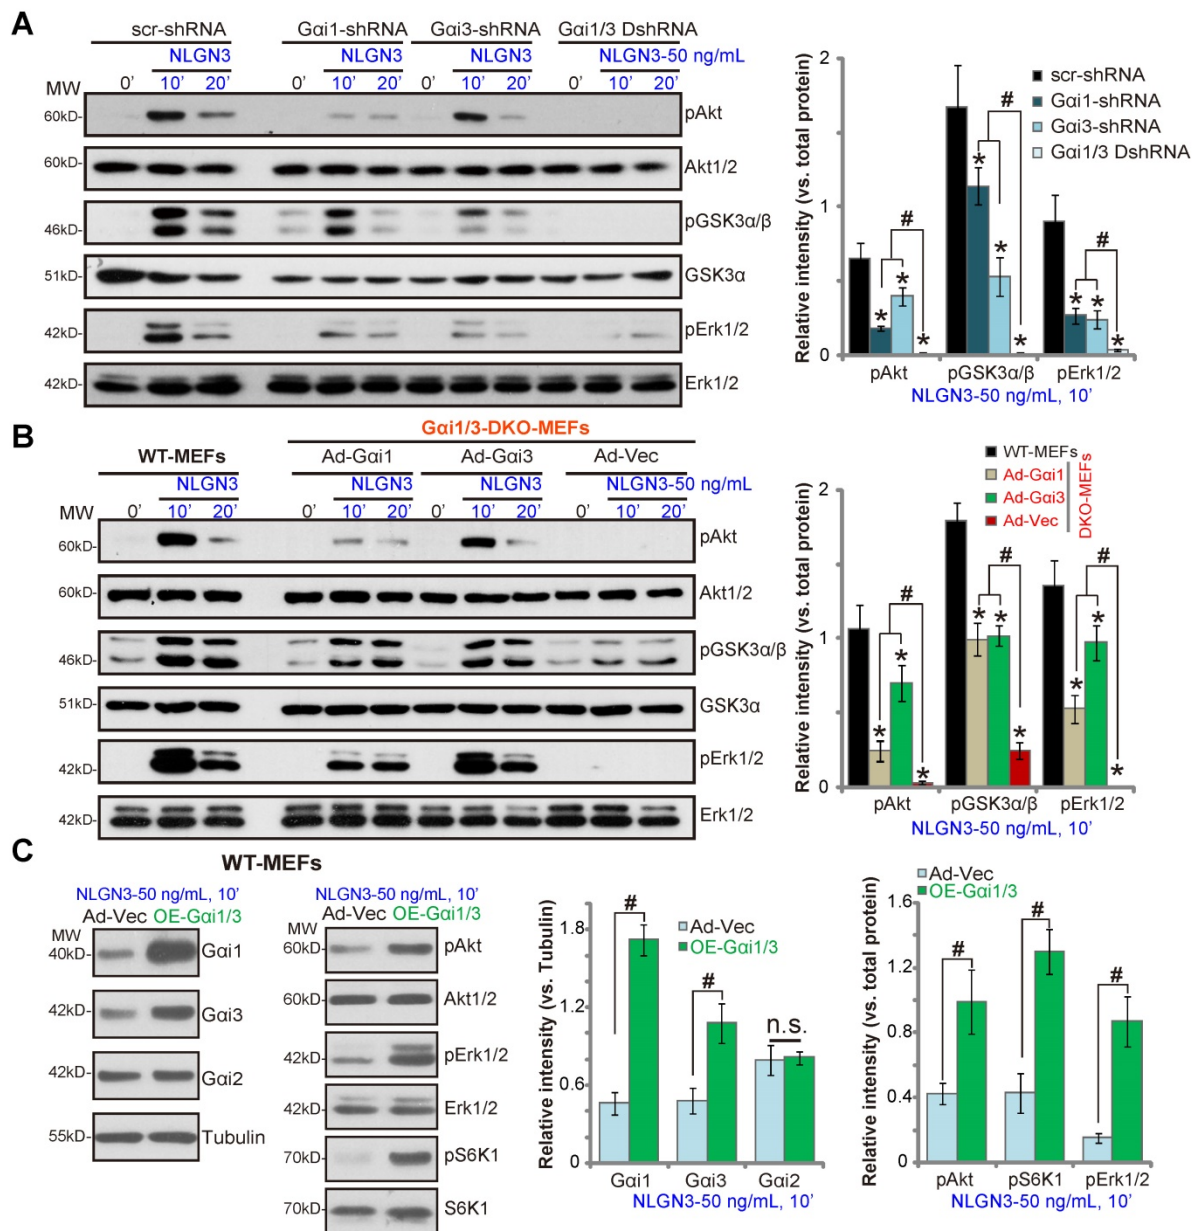 A
scr-shRNA Gαi1-shRNA Gαi3-shRNA Gαi1/3 DshRNA
NLGN3 NLGN3 NLGN3 NLGN3-50 ng/mL
MW 0' 10' 20' 0' 10' 20' 0' 10' 20' 0' 10' 20'
60kD- pAkt
60kD- Akt1/2
46kD- pGSK3α/β
51kD- GSK3α
42kD- pErk1/2
42kD- Erk1/2
Relative intensity (vs. total protein)
2
1
0
scr-shRNA
Gαi1-shRNA
Gαi3-shRNA
Gαi1/3 DshRNA
* * * #
* * * #
* * * #
pAkt pGSK3α/β pErk1/2
NLGN3-50 ng/mL, 10'
B
Gαi1/3-DKO-MEFs
WT-MEFs Ad-Gαi1 Ad-Gαi3 Ad-Vec
NLGN3 NLGN3 NLGN3 NLGN3-50 ng/mL
MW 0' 10' 20' 0' 10' 20' 0' 10' 20' 0' 10' 20'
60kD- pAkt
60kD- Akt1/2
46kD- pGSK3α/β
51kD- GSK3α
42kD- pErk1/2
42kD- Erk1/2
Relative intensity (vs. total protein)
2
1
0
WT-MEFs
Ad-Gαi1
Ad-Gαi3
Ad-Vec
DKO-MEFs
* * * #
* * * #
* * * #
pAkt pGSK3α/β pErk1/2
NLGN3-50 ng/mL, 10'
C
WT-MEFs
NLGN3-50 ng/mL, 10'
Ad-Vec OE-Gαi1/3
MW
40kD- Gαi1
42kD- Gαi3
42kD- Gαi2
55kD- Tubulin
NLGN3-50 ng/mL, 10'
Ad-Vec OE-Gαi1/3
MW
60kD- pAkt
60kD- Akt1/2
42kD- pErk1/2
42kD- Erk1/2
70kD- pS6K1
70kD- S6K1
Relative intensity (vs. Tubulin)
1.8
1.2
0.6
0
Ad-Vec
OE-Gαi1/3
# # n.s.
Gαi1 Gαi3 Gαi2
NLGN3-50 ng/mL, 10'
Relative intensity (vs. total protein)
1.6
1.2
0.8
0.4
0
Ad-Vec
OE-Gαi1/3
# # #
pAkt pS6K1 pErk1/2
NLGN3-50 ng/mL, 10'